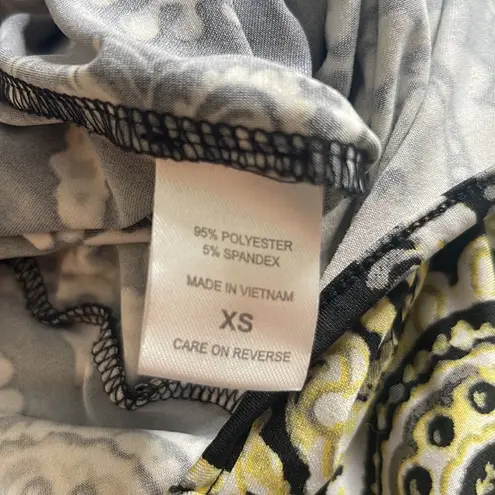 95% POLYESTER
5% SPANDEX
MADE IN VIETNAM
XS
CARE ON REVERSE